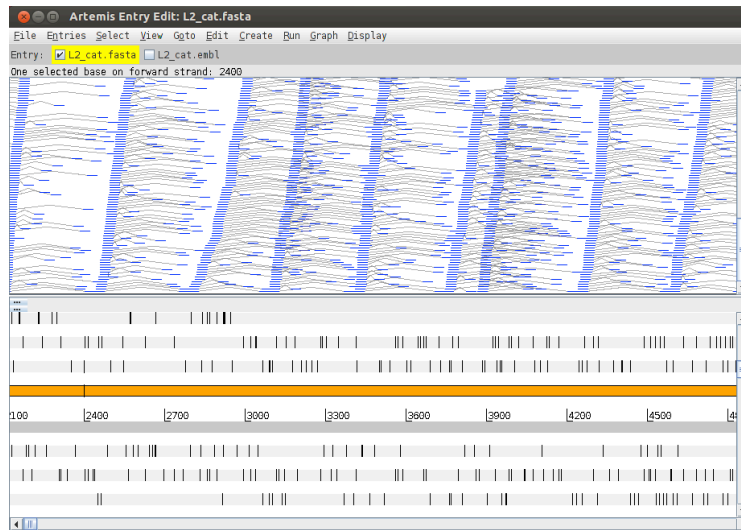 Artemis Entry Edit: L2_cat.fasta
File Entries Select View Goto Edit Create Run Graph Display
Entry: L2_cat.fasta L2_cat.embl
One selected base on forward strand: 2400
2100 2400 2700 3000 3300 3600 3900 4200 4500